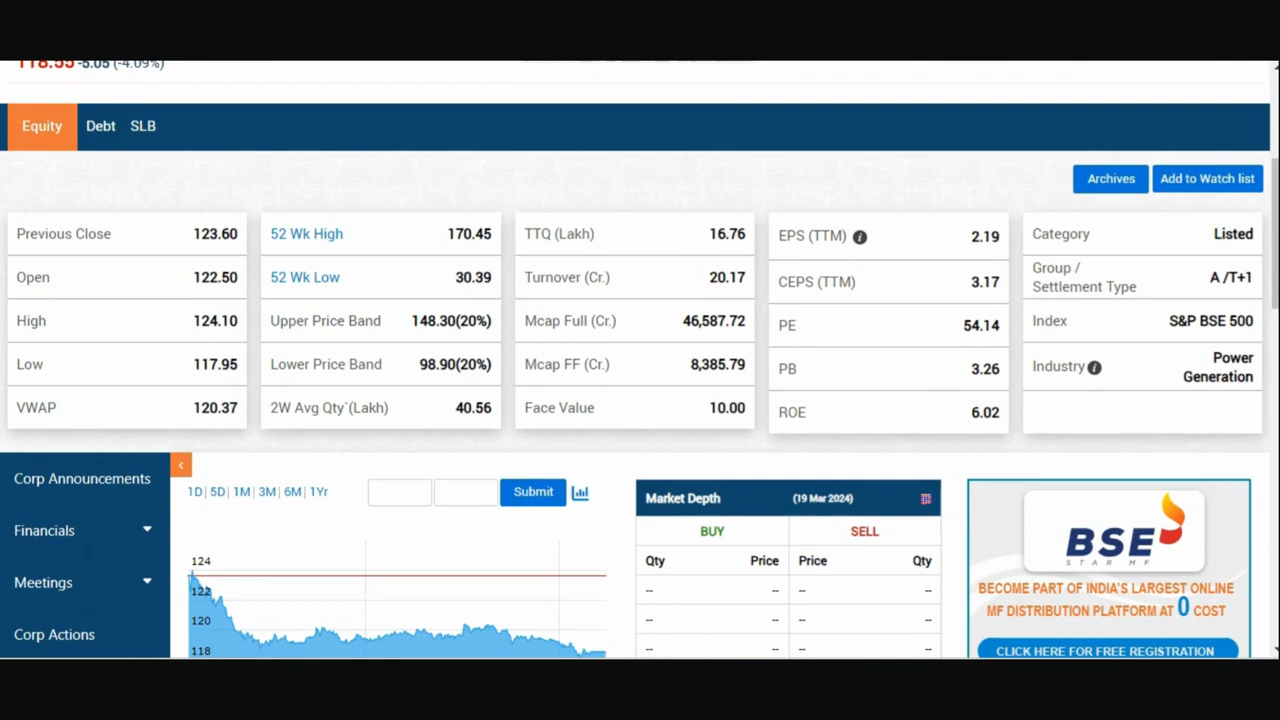 118.55 -5.05 (-4.09%)
Equity Debt SLB
Archives Add to Watch list
Previous Close 123.60
Open 122.50
High 124.10
Low 117.95
VWAP 120.37
52 Wk High 170.45
52 Wk Low 30.39
Upper Price Band 148.30(20%)
Lower Price Band 98.90(20%)
2W Avg Qty`(Lakh) 40.56
TTQ (Lakh) 16.76
Turnover (Cr.) 20.17
Mcap Full (Cr.) 46,587.72
Mcap FF (Cr.) 8,385.79
Face Value 10.00
EPS (TTM) i 2.19
CEPS (TTM) 3.17
PE 54.14
PB 3.26
ROE 6.02
Category Listed
Group /
Settlement Type A /T+1
Index S&P BSE 500
Industry i Power
Generation
Corp Announcements
Financials
Meetings
Corp Actions
1D| 5D| 1M| 3M| 6M| 1Yr Submit
124
122
120
118
Market Depth (19 Mar 2024)
BUY SELL
Qty Price Price Qty
-- -- -- --
-- -- -- --
-- -- -- --
BSE
STAR MF
BECOME PART OF INDIA'S LARGEST ONLINE
MF DISTRIBUTION PLATFORM AT 0 COST
CLICK HERE FOR FREE REGISTRATION